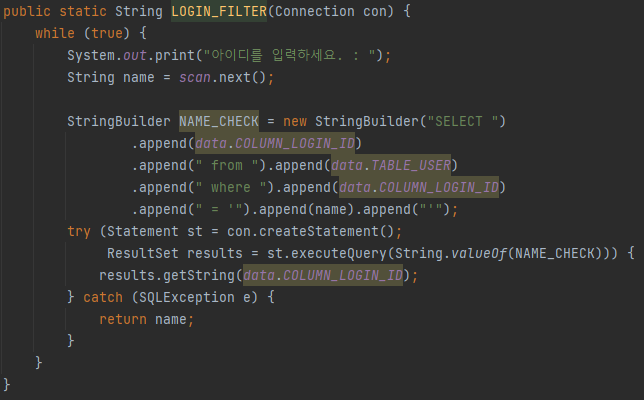 public static String LOGIN_FILTER(Connection con) {
    while (true) {
        System.out.print("아이디를 입력하세요. : ");
        String name = scan.next();

        StringBuilder NAME_CHECK = new StringBuilder("SELECT ")
                .append(data.COLUMN_LOGIN_ID)
                .append(" from ").append(data.TABLE_USER)
                .append(" where ").append(data.COLUMN_LOGIN_ID)
                .append(" = '").append(name).append("'");
        try (Statement st = con.createStatement();
             ResultSet results = st.executeQuery(String.valueOf(NAME_CHECK))) {
            results.getString(data.COLUMN_LOGIN_ID);
        } catch (SQLException e) {
            return name;
        }
    }
}